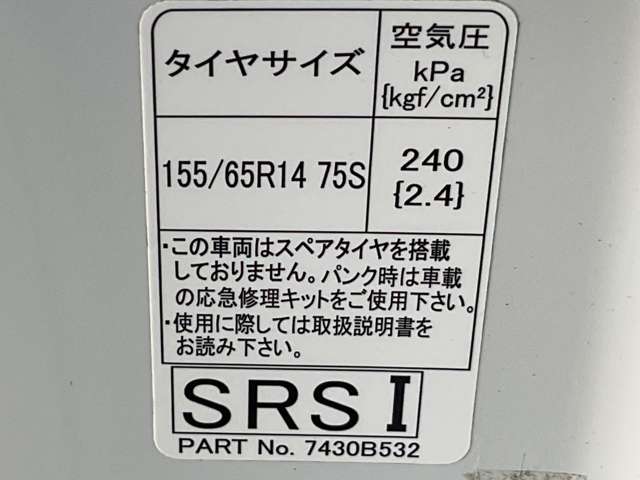 タイヤサイズ
空気圧
kPa
{kgf/cm²}
155/65R14 75S
240
{2.4}
・この車両はスペアタイヤを搭載
しておりません。パンク時は車載
の応急修理キットをご使用下さい。
・使用に際しては取扱説明書を
お読み下さい。
SRS I
PART No. 7430B532